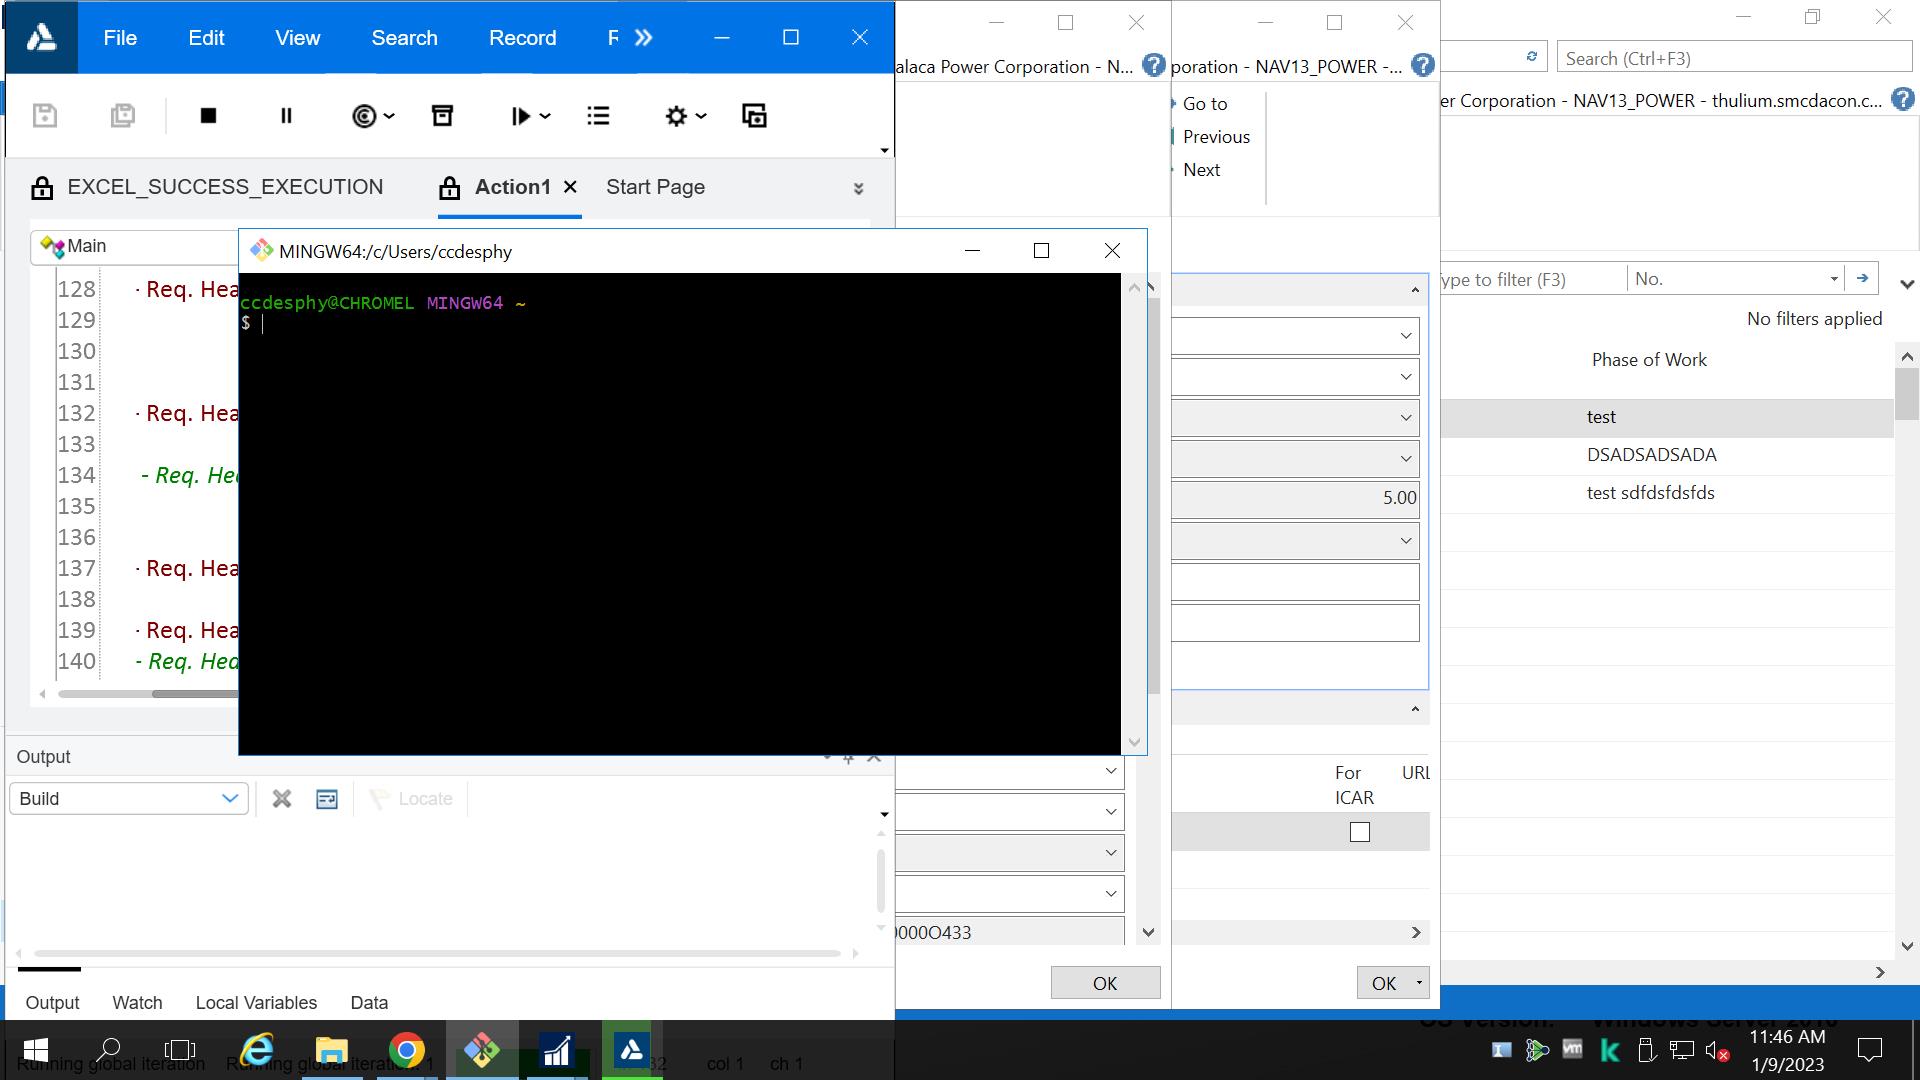 File Edit View Search Record
EXCEL_SUCCESS_EXECUTION Action1 Start Page
Main
128 · Req. Hea
129
130
131
132 · Req. Hea
133
134 - Req. Hea
135
136
137 · Req. Hea
138
139 · Req. Hea
140 - Req. Hea
Output
Build Locate
Output Watch Local Variables Data
MINGW64:/c/Users/ccdesphy
ccdesphy@CHROMEL MINGW64 ~
$
alaca Power Corporation - N...
0000O433
OK
poration - NAV13_POWER -...
Go to
Previous
Next
5.00
For ICAR URL
OK
Search (Ctrl+F3)
er Corporation - NAV13_POWER - thulium.smcdacon.c...
Type to filter (F3) No.
No filters applied
Phase of Work
test
DSADSADSADA
test sdfdsfdsfds
Running global iteration Running global iteration: 1 col 1 ch 1
11:46 AM
1/9/2023